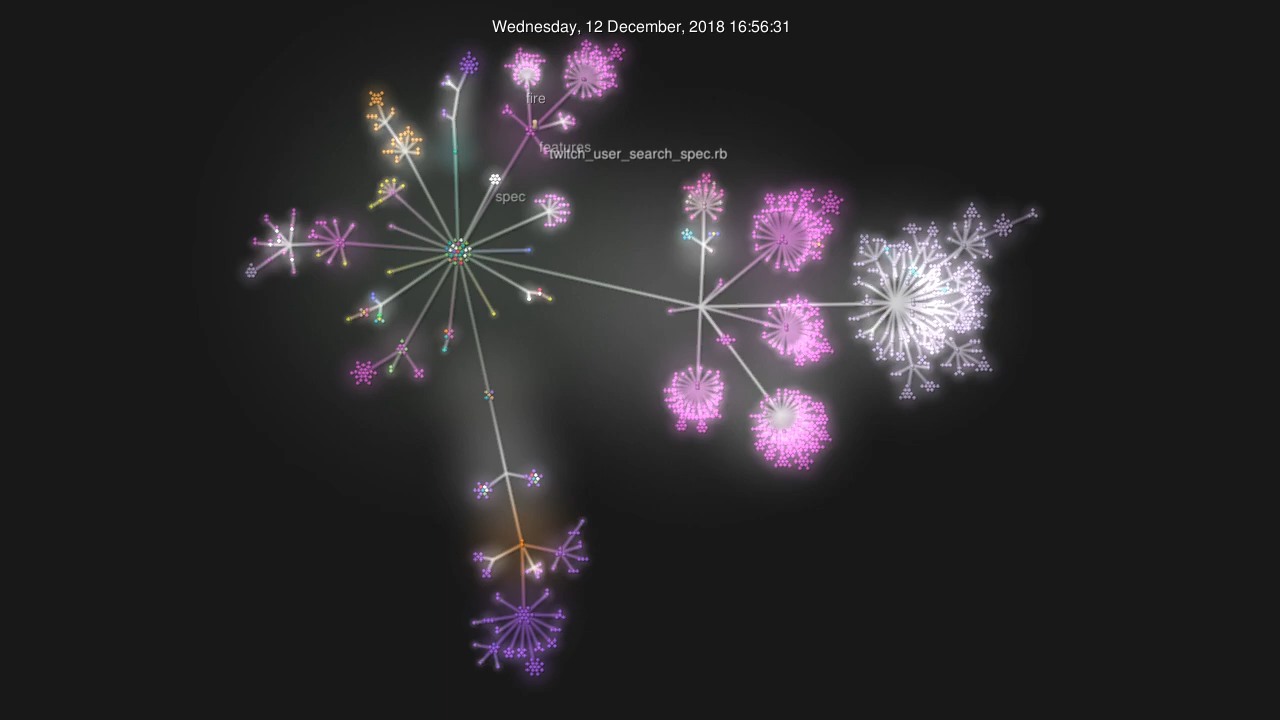 Wednesday, 12 December, 2018 16:56:31
fire
features
twitch_user_search_spec.rb
spec